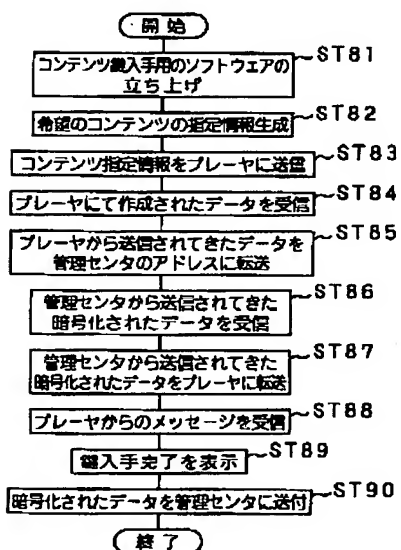 開始
コンテンツ鍵入手用のソフトウェアの
立ち上げ
ST81
希望のコンテンツの指定情報生成
ST82
コンテンツ指定情報をプレーヤに送信
ST83
プレーヤにて作成されたデータを受信
ST84
プレーヤから送信されてきたデータを
管理センタのアドレスに転送
ST85
管理センタから送信されてきた
暗号化されたデータを受信
ST86
管理センタから送信されてきた
暗号化されたデータをプレーヤに転送
ST87
プレーヤからのメッセージを受信
ST88
鍵入手完了を表示
ST89
暗号化されたデータを管理センタに送付
ST90
終了